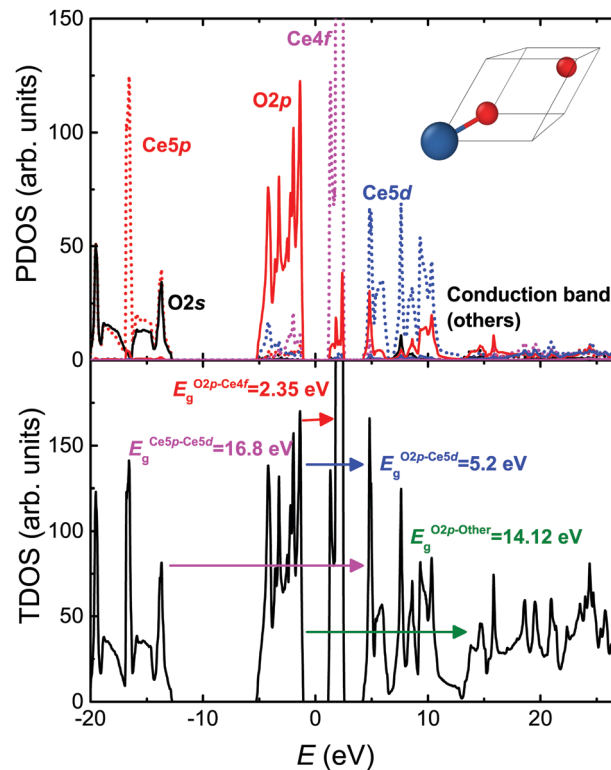 Ce4f
150
O2p
Ce5p
100
PDOS (arb. units)
Ce5d
50
O2s
Conduction band
(others)
0
Eg^O2p-Ce4f=2.35 eV
Eg^Ce5p-Ce5d=16.8 eV
Eg^O2p-Ce5d=5.2 eV
Eg^O2p-Other=14.12 eV
150
TDOS (arb. units)
100
50
0
-20 -10 0 10 20
E (eV)